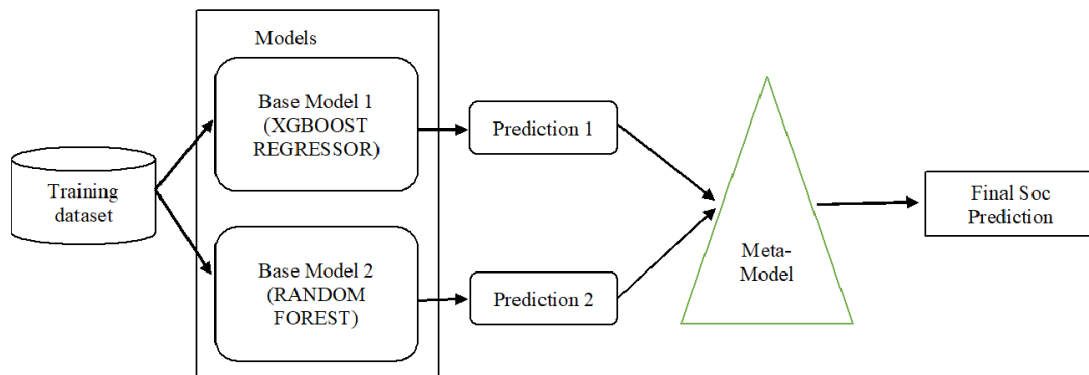 Models
Training
dataset
Base Model 1
(XGBOOST
REGRESSOR)
Prediction 1
Base Model 2
(RANDOM
FOREST)
Prediction 2
Meta-
Model
Final Soc
Prediction